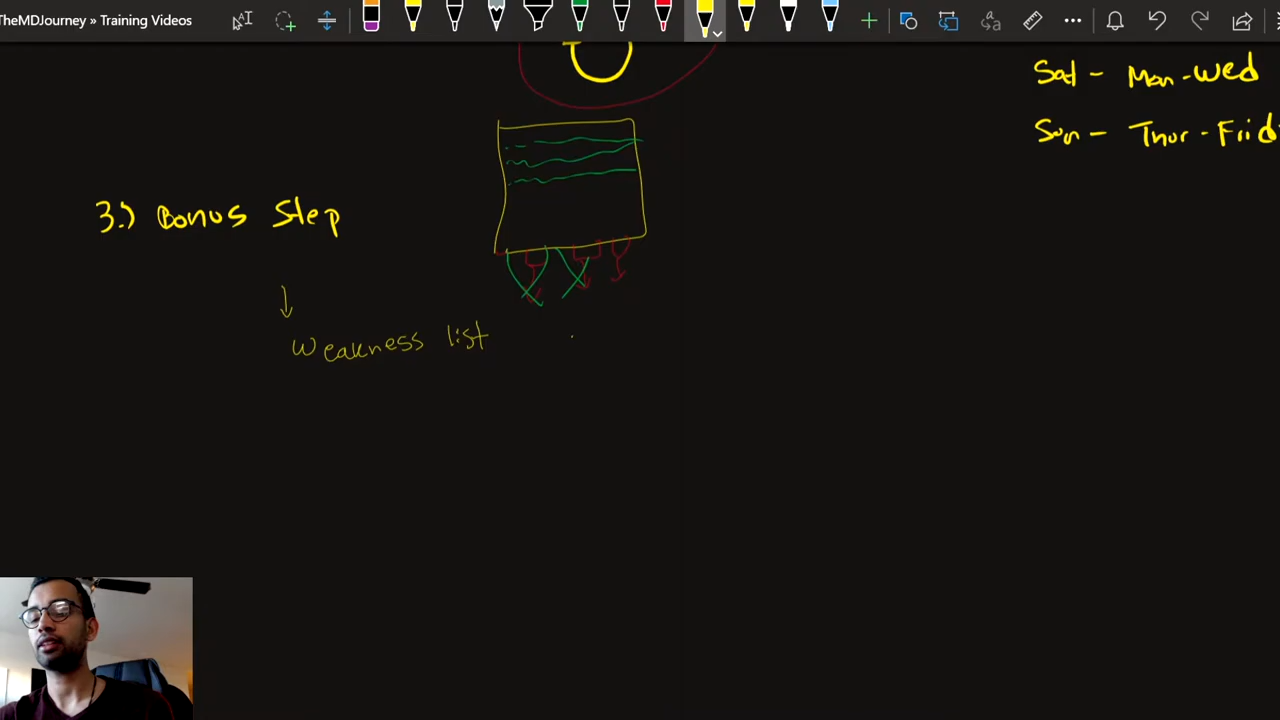 TheMDJourney » Training Videos
Sat - Mon-Wed
Sun - Thur-Frid
3.) Bonus Step
Weakness list